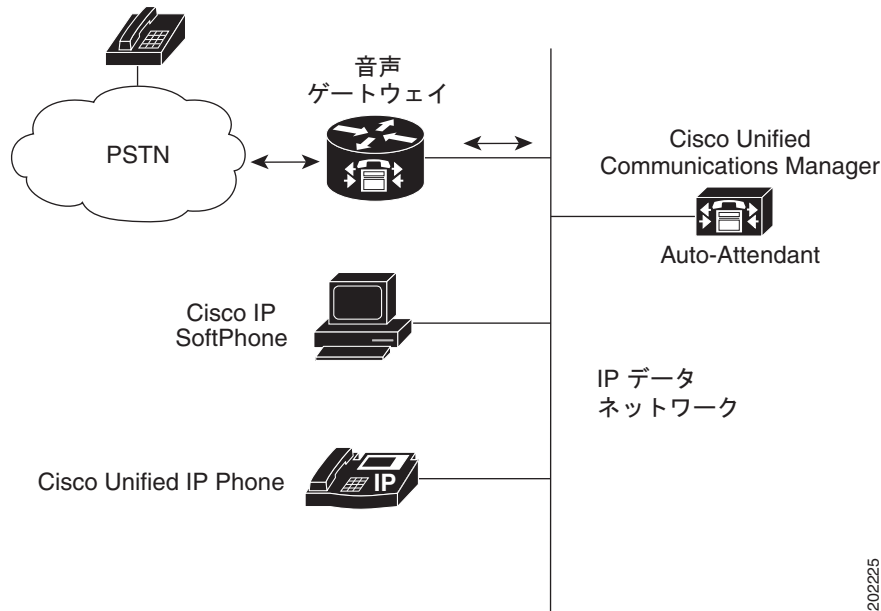 音声
ゲートウェイ
PSTN
Cisco Unified
Communications Manager
Auto-Attendant
Cisco IP
SoftPhone
IP データ
ネットワーク
Cisco Unified IP Phone
IP
202225